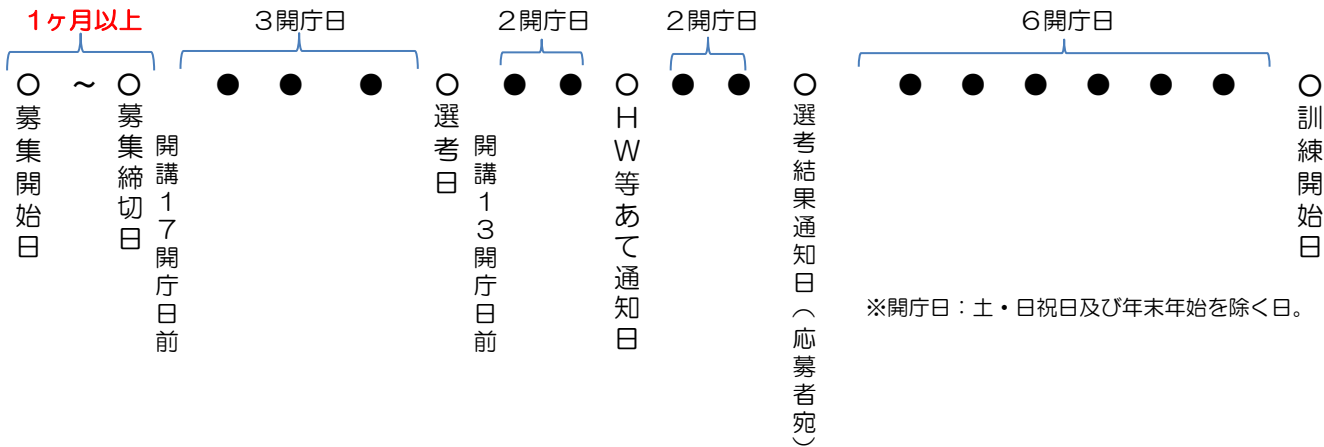 1ヶ月以上
3開庁日
2開庁日
2開庁日
6開庁日
○ ～ ○ ● ● ● ○ ● ● ○ ● ● ○ ● ● ● ● ● ● ○
募集開始日
募集締切日
開講17開庁日前
選考日
開講13開庁日前
HW等あて通知日
選考結果通知日（応募者宛）
訓練開始日
※開庁日：土・日祝日及び年末年始を除く日。